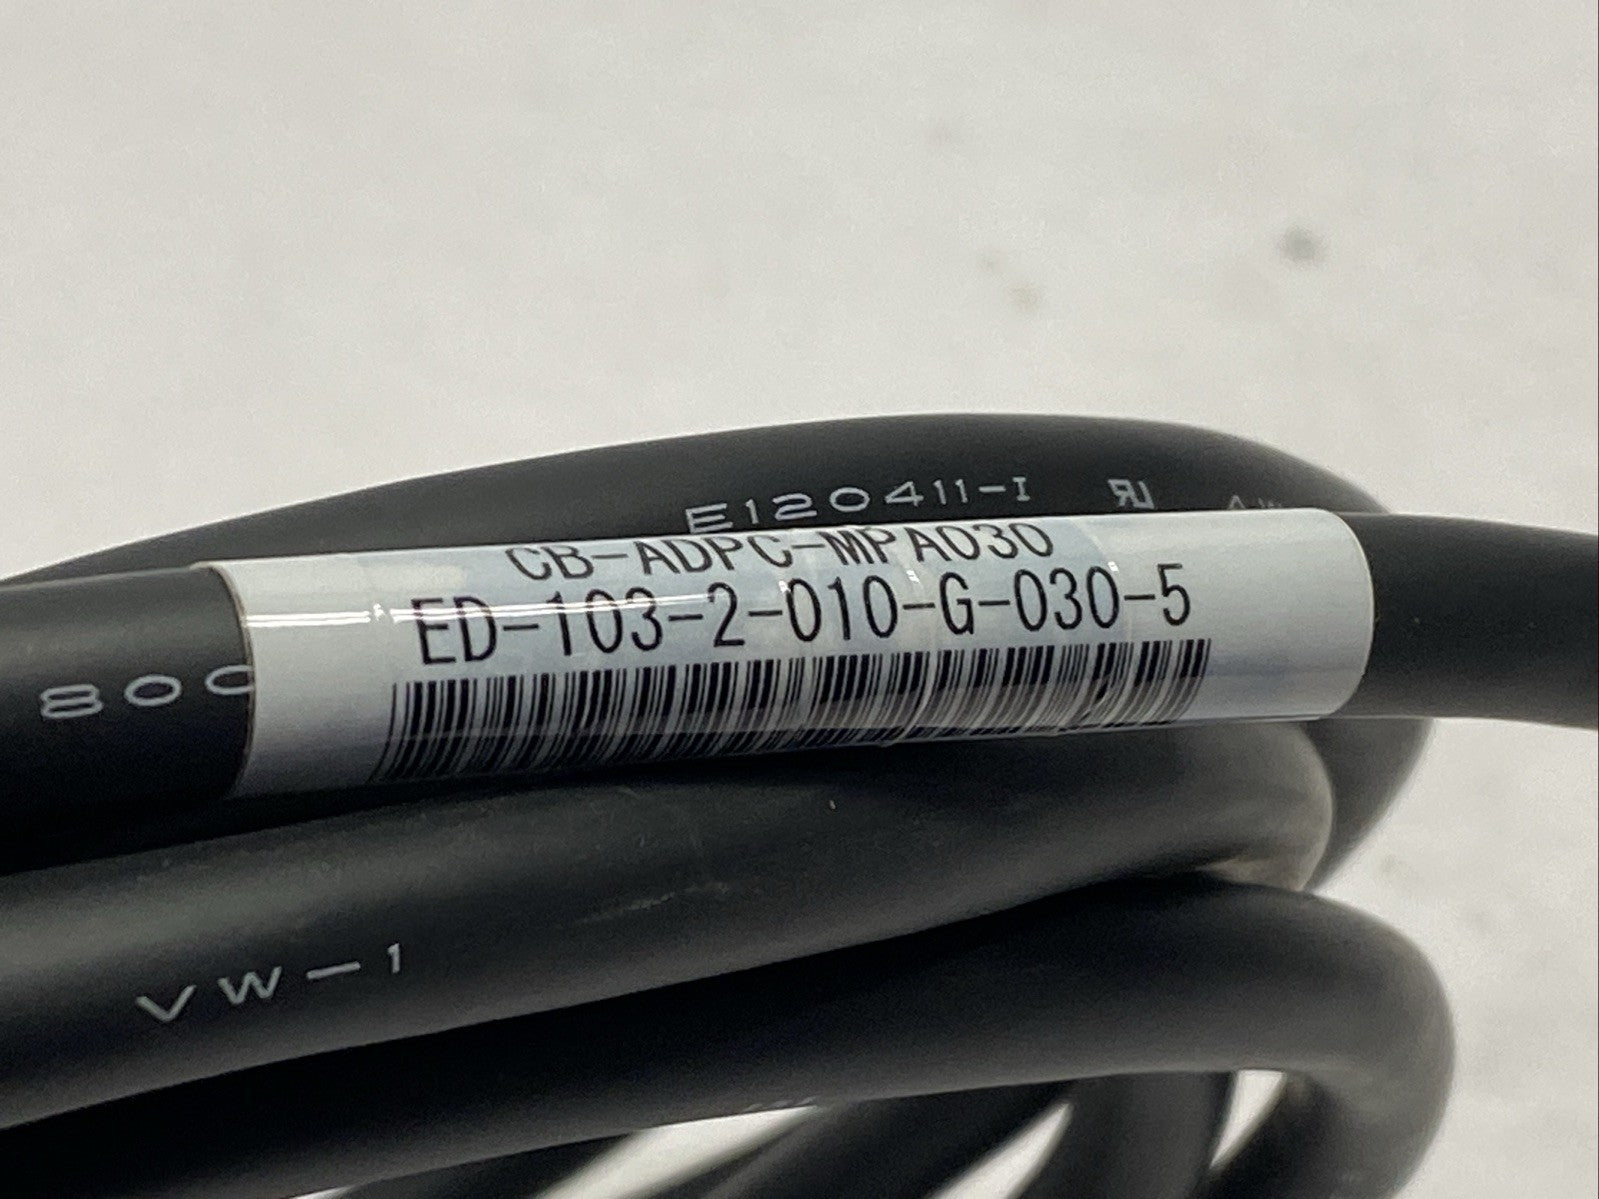 E120411-I
CB-ADPC-MPA030
ED-103-2-010-G-030-5
VW-1